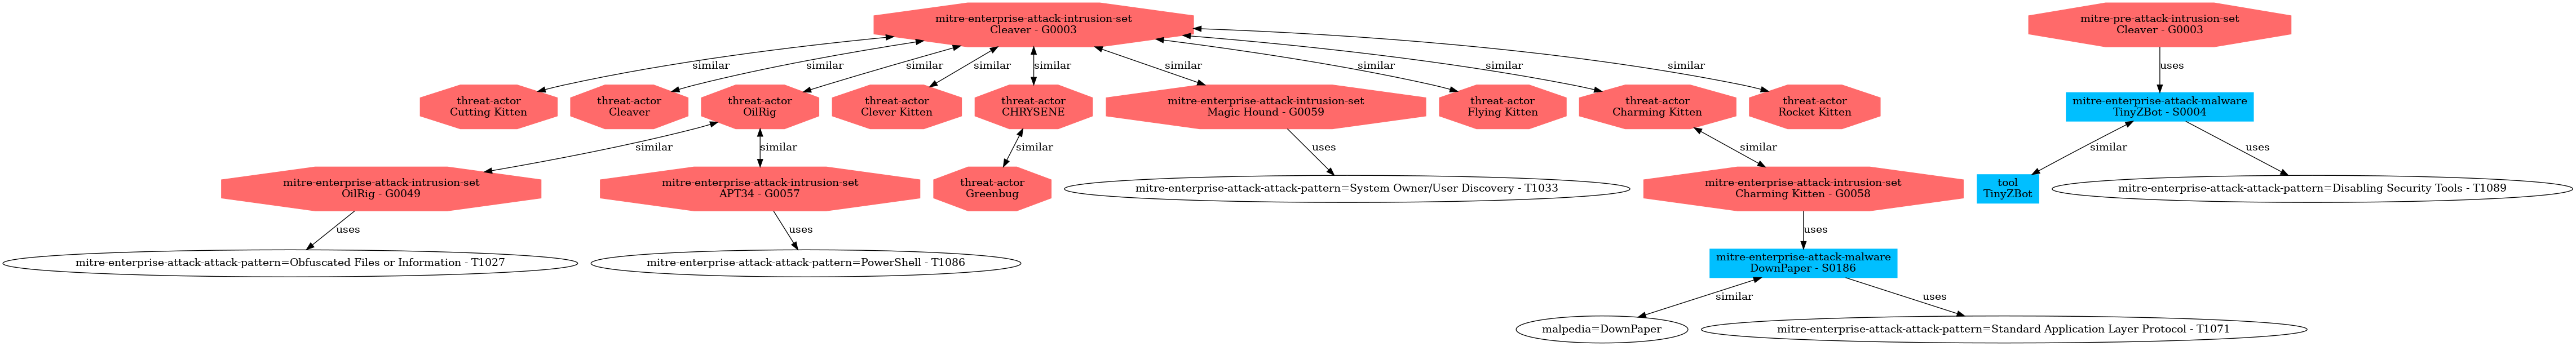 mitre-enterprise-attack-intrusion-set
Cleaver - G0003
mitre-pre-attack-intrusion-set
Cleaver - G0003
similar
similar
similar
similar
similar
similar
similar
similar
similar
uses
threat-actor
Cutting Kitten
threat-actor
Cleaver
threat-actor
OilRig
threat-actor
Clever Kitten
threat-actor
CHRYSENE
mitre-enterprise-attack-intrusion-set
Magic Hound - G0059
threat-actor
Flying Kitten
threat-actor
Charming Kitten
threat-actor
Rocket Kitten
mitre-enterprise-attack-malware
TinyZBot - S0004
similar
similar
similar
uses
similar
similar
uses
mitre-enterprise-attack-intrusion-set
OilRig - G0049
mitre-enterprise-attack-intrusion-set
APT34 - G0057
threat-actor
Greenbug
mitre-enterprise-attack-attack-pattern=System Owner/User Discovery - T1033
mitre-enterprise-attack-intrusion-set
Charming Kitten - G0058
tool
TinyZBot
mitre-enterprise-attack-attack-pattern=Disabling Security Tools - T1089
uses
uses
uses
mitre-enterprise-attack-attack-pattern=Obfuscated Files or Information - T1027
mitre-enterprise-attack-attack-pattern=PowerShell - T1086
mitre-enterprise-attack-malware
DownPaper - S0186
similar
uses
malpedia=DownPaper
mitre-enterprise-attack-attack-pattern=Standard Application Layer Protocol - T1071